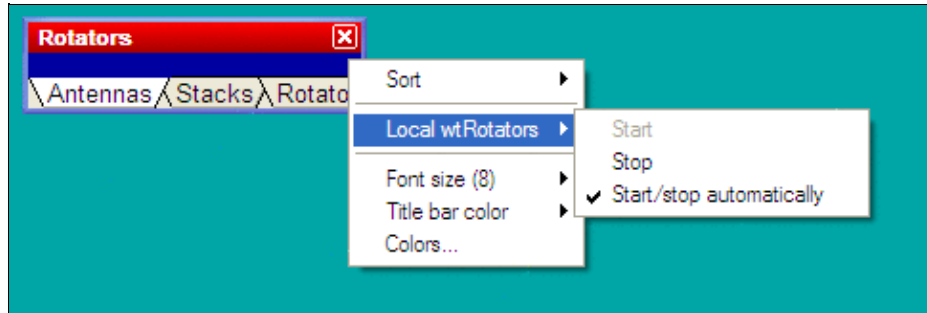 Rotators
Antennas Stacks Rotato
Sort
Local wtRotators
Font size (8)
Title bar color
Colors...
Start
Stop
Start/stop automatically